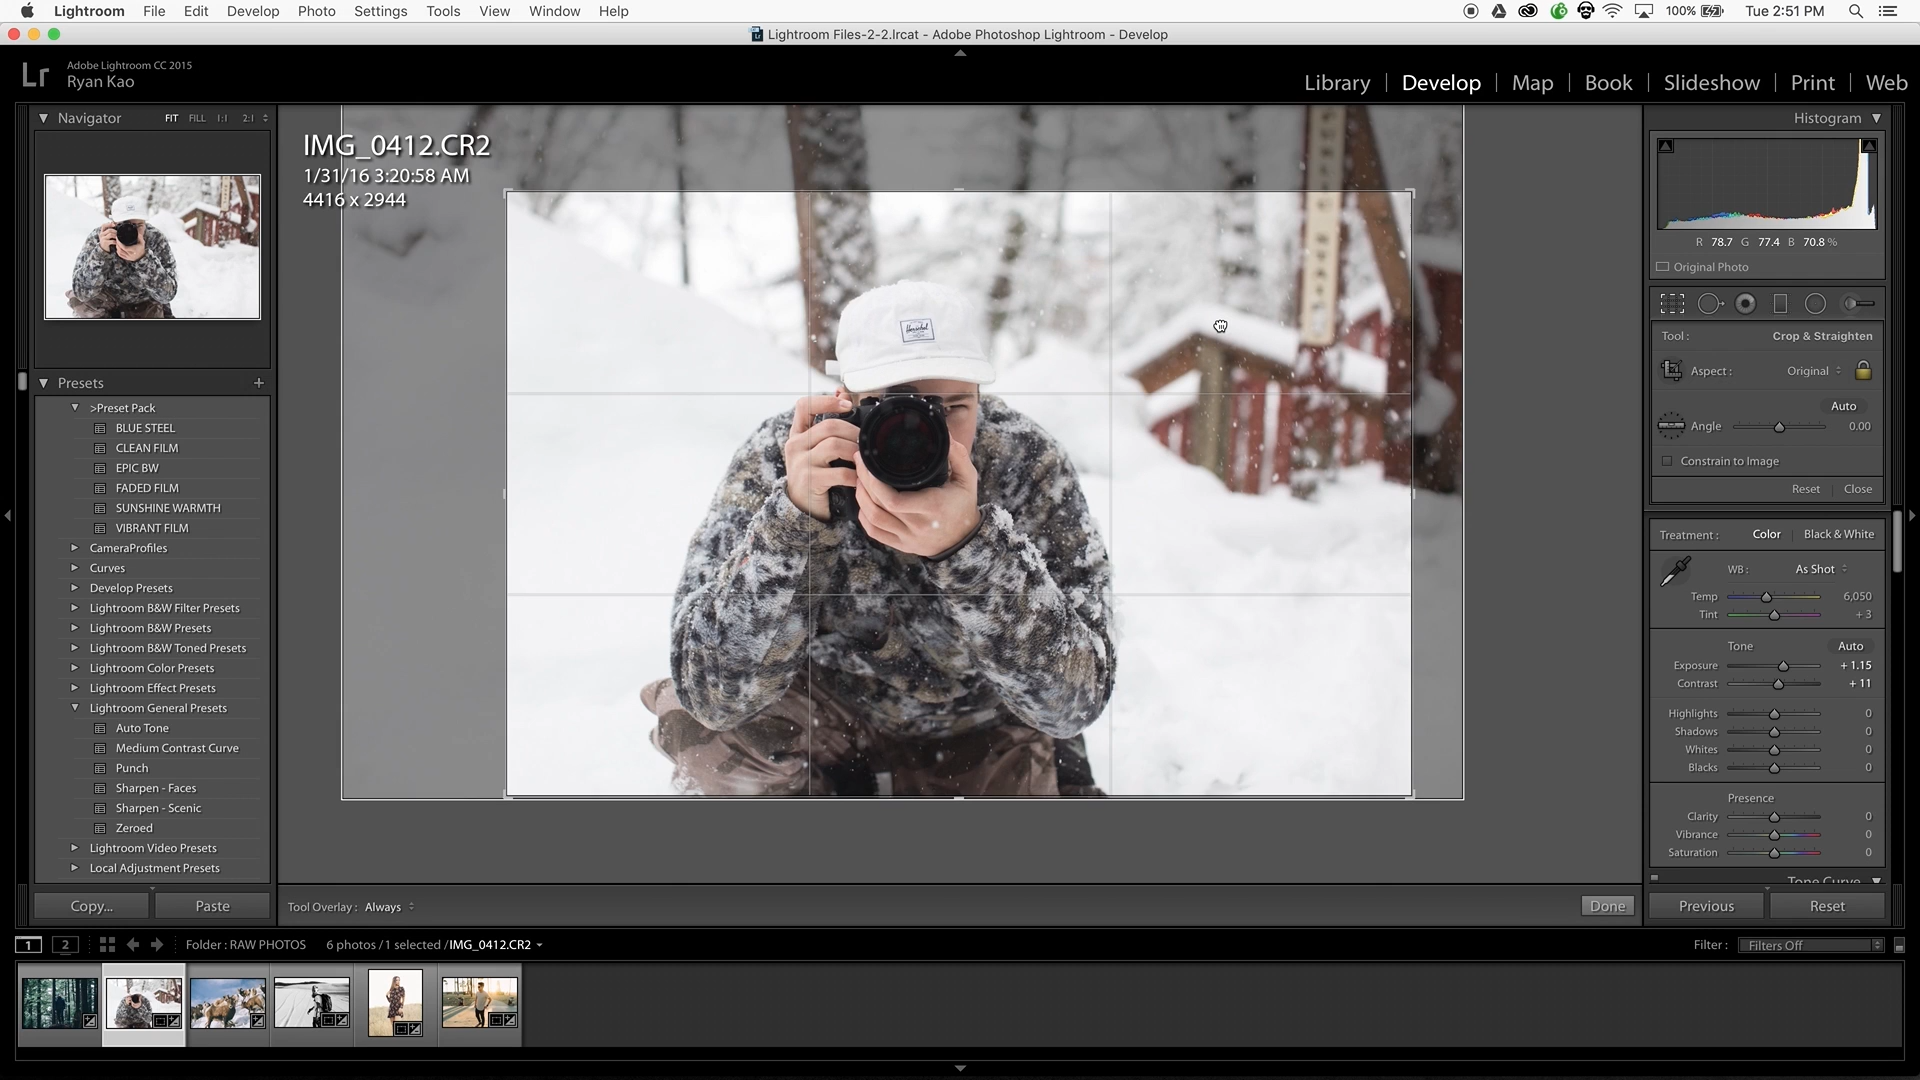 Lightroom File Edit Develop Photo Settings Tools View Window Help 100% Tue 2:51 PM
Lightroom Files-2-2.lrcat - Adobe Photoshop Lightroom - Develop
Lr Adobe Lightroom CC 2015
Ryan Kao
Library | Develop | Map | Book | Slideshow | Print | Web
Navigator FIT FILL 1:1 2:1
IMG_0412.CR2
1/31/16 3:20:58 AM
4416 x 2944
Herschel
Presets +
>Preset Pack
BLUE STEEL
CLEAN FILM
EPIC BW
FADED FILM
SUNSHINE WARMTH
VIBRANT FILM
CameraProfiles
Curves
Develop Presets
Lightroom B&W Filter Presets
Lightroom B&W Presets
Lightroom B&W Toned Presets
Lightroom Color Presets
Lightroom Effect Presets
Lightroom General Presets
Auto Tone
Medium Contrast Curve
Punch
Sharpen - Faces
Sharpen - Scenic
Zeroed
Lightroom Video Presets
Local Adjustment Presets
Copy... Paste
Tool Overlay : Always Done
Histogram
R 78.7 G 77.4 B 70.8 %
Original Photo
Tool : Crop & Straighten
Aspect : Original
Auto
Angle 0.00
Constrain to Image
Reset Close
Treatment : Color | Black & White
WB : As Shot
Temp 6,050
Tint + 3
Tone Auto
Exposure + 1.15
Contrast + 11
Highlights 0
Shadows 0
Whites 0
Blacks 0
Presence
Clarity 0
Vibrance 0
Saturation 0
Tone Curve
Previous Reset
1 2 Folder : RAW PHOTOS 6 photos / 1 selected / IMG_0412.CR2 Filter : Filters Off